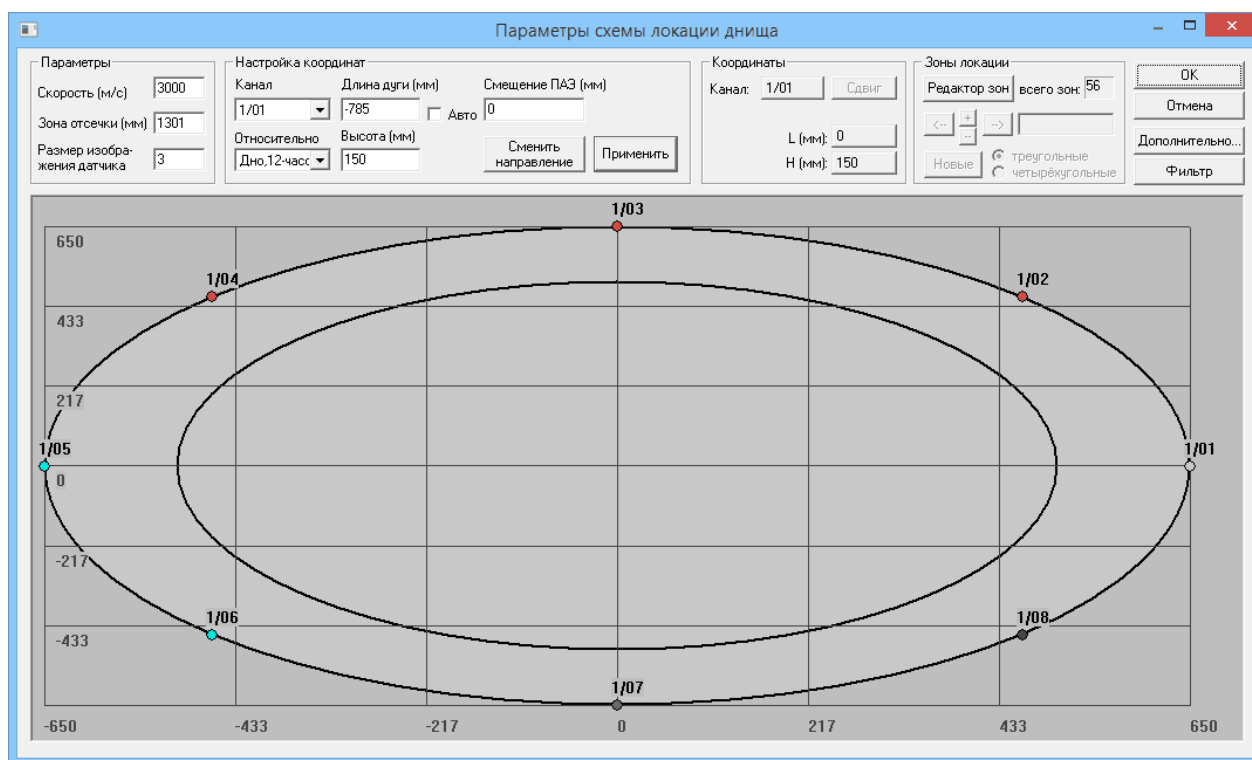 Параметры схемы локации днища
Параметры
Скорость (м/с) 3000
Зона отсечки (мм) 1301
Размер изобра-
жения датчика 3
Настройка координат
Канал Длина дуги (мм) Смещение ПАЭ (мм)
1/01 -785 Авто 0
Относительно Высота (мм)
Дно,12-часс 150
Сменить
направление
Применить
Координаты
Канал: 1/01 Сдвиг
L (мм): 0
H (мм): 150
Зоны локации
Редактор зон всего зон: 56
<-- + -- -->
Новые треугольные
четырёхугольные
OK
Отмена
Дополнительно...
Фильтр
1/03
650
1/04 1/02
433
217
1/05 1/01
0
-217
1/06 1/08
-433
1/07
-650 -433 -217 0 217 433 650